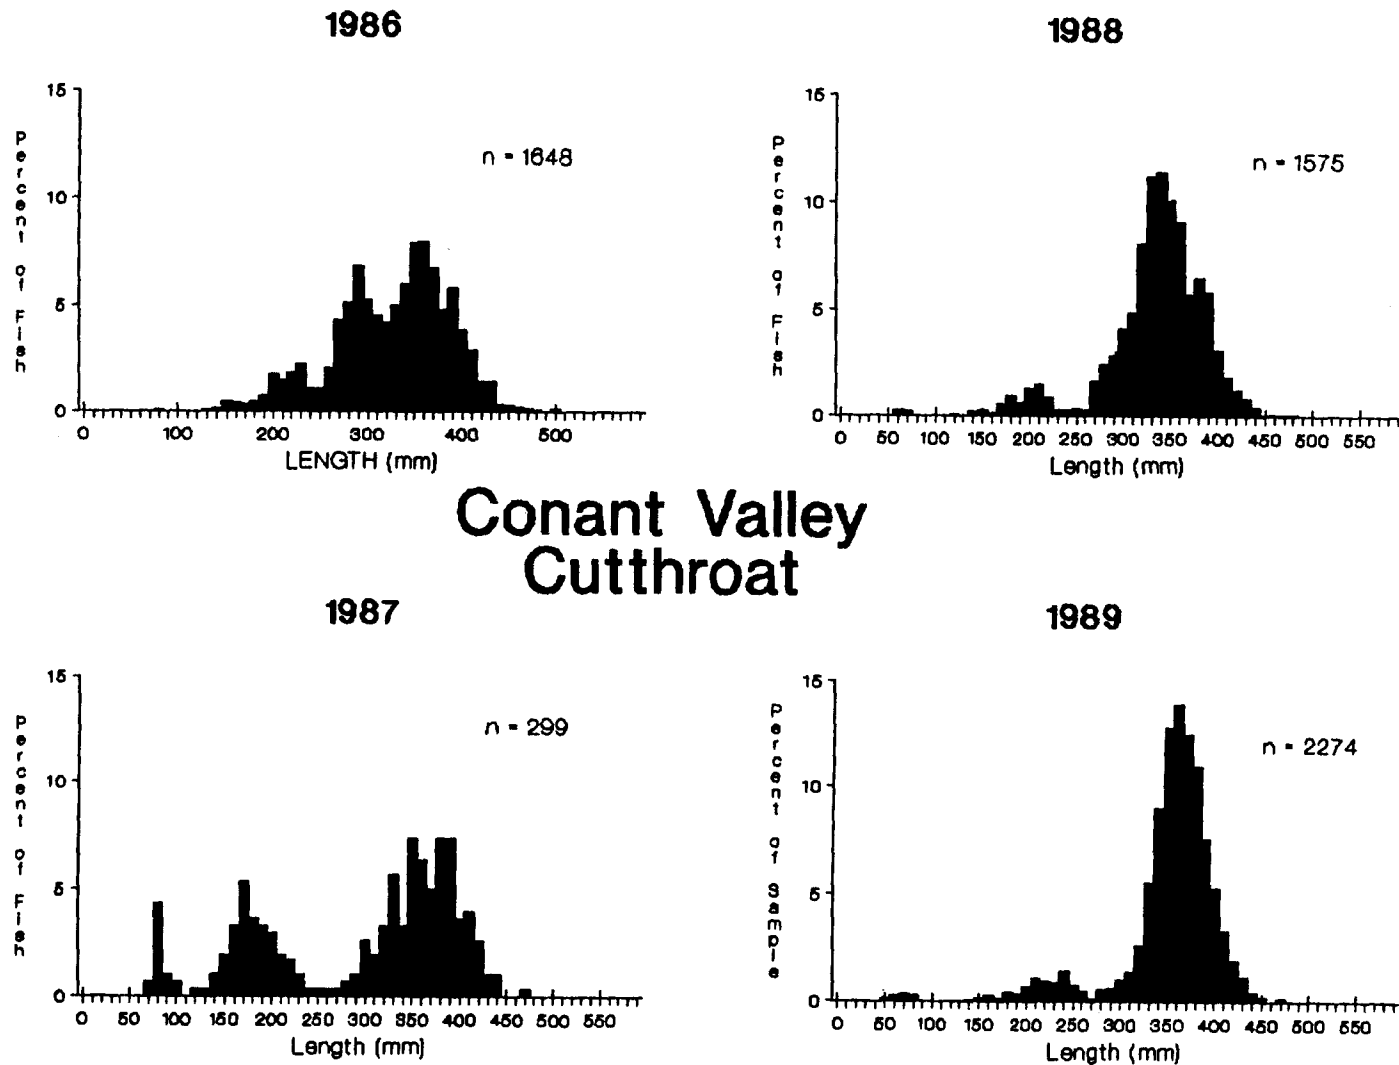 1986
15
10
5
0
Percent of Fish
n = 1648
0 100 200 300 400 500
LENGTH (mm)
1988
15
10
5
0
Percent of Fish
n = 1575
0 50 100 150 200 250 300 350 400 450 500 550
Length (mm)
Conant Valley
Cutthroat
1987
15
10
5
0
Percent of Fish
n = 299
0 50 100 150 200 250 300 350 400 450 500 550
Length (mm)
1989
15
10
5
0
Percent of Sample
n = 2274
0 50 100 150 200 250 300 350 400 450 500 550
Length (mm)